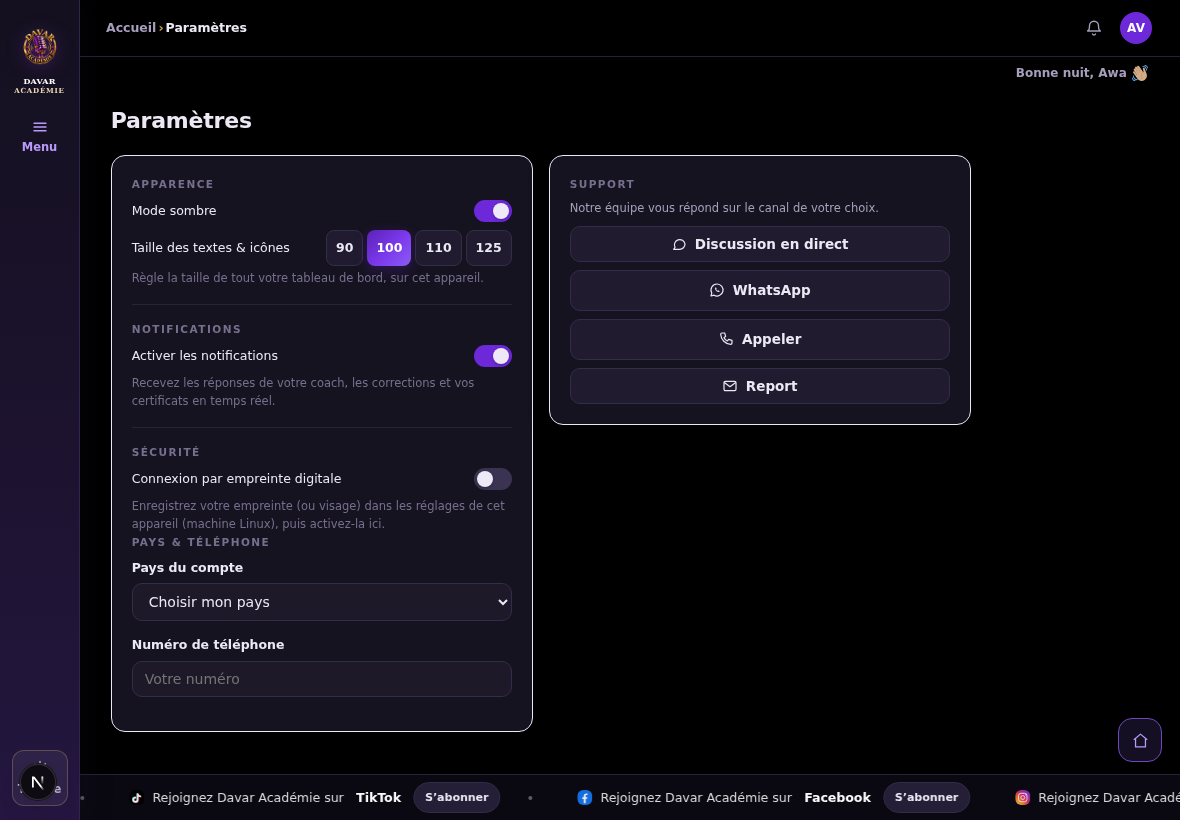 DAVAR
ACADÉMIE
Menu
Accueil › Paramètres
AV
Bonne nuit, Awa 👋🏽
Paramètres
APPARENCE
Mode sombre
Taille des textes & icônes
90 100 110 125
Règle la taille de tout votre tableau de bord, sur cet appareil.
NOTIFICATIONS
Activer les notifications
Recevez les réponses de votre coach, les corrections et vos
certificats en temps réel.
SÉCURITÉ
Connexion par empreinte digitale
Enregistrez votre empreinte (ou visage) dans les réglages de cet
appareil (machine Linux), puis activez-la ici.
PAYS & TÉLÉPHONE
Pays du compte
Choisir mon pays
Numéro de téléphone
Votre numéro
SUPPORT
Notre équipe vous répond sur le canal de votre choix.
Discussion en direct
WhatsApp
Appeler
Report
N
• Rejoignez Davar Académie sur TikTok S’abonner • Rejoignez Davar Académie sur Facebook S’abonner Rejoignez Davar